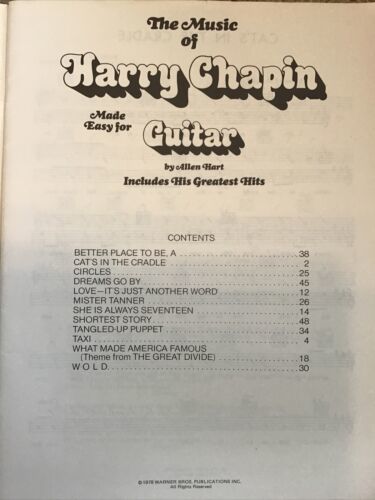 The Music
of
Harry Chapin
Made
Easy for
Guitar
by Allen Hart
Includes His Greatest Hits
CONTENTS
BETTER PLACE TO BE, A 38
CAT'S IN THE CRADLE 2
CIRCLES 25
DREAMS GO BY 45
LOVE—IT'S JUST ANOTHER WORD 12
MISTER TANNER 26
SHE IS ALWAYS SEVENTEEN 14
SHORTEST STORY 48
TANGLED-UP PUPPET 34
TAXI 4
WHAT MADE AMERICA FAMOUS
(Theme from THE GREAT DIVIDE) 18
W O L D 30
©1978 WARNER BROS. PUBLICATIONS INC.
All Rights Reserved